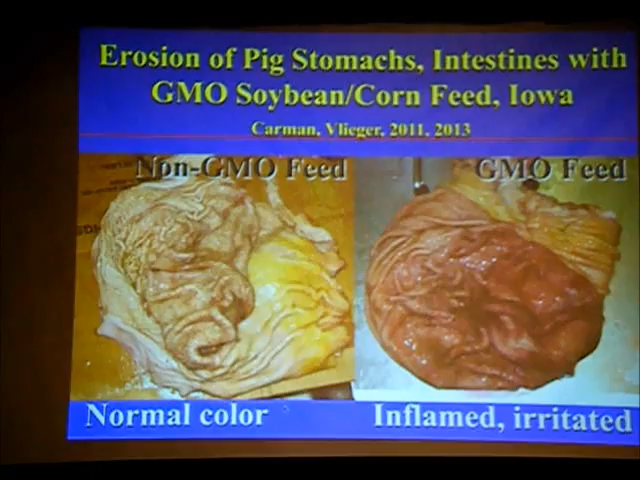 Erosion of Pig Stomachs, Intestines with
GMO Soybean/Corn Feed, Iowa
Carman, Vlieger, 2011, 2013
Non-GMO Feed
GMO Feed
Normal color
Inflamed, irritated